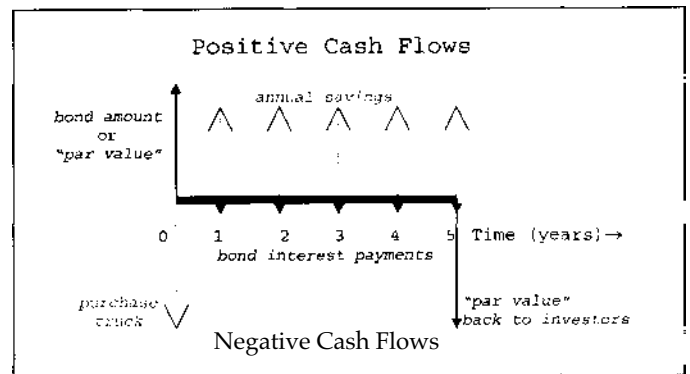 Positive Cash Flows
annual savings
bond amount
or
"par value"
0 1 2 3 4 5 Time (years)→
bond interest payments
purchase
truck
"par value"
back to investors
Negative Cash Flows